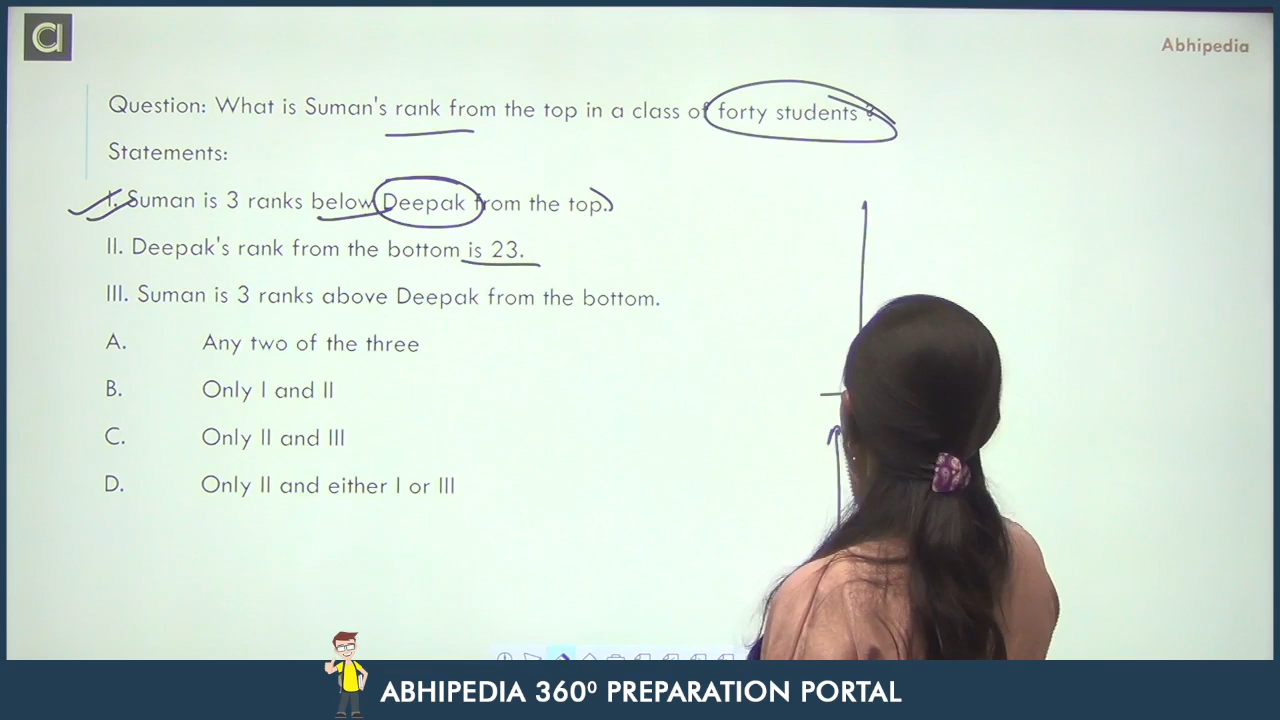 Abhipedia
Question: What is Suman's rank from the top in a class of forty students ?
Statements:
I. Suman is 3 ranks below Deepak from the top.
II. Deepak's rank from the bottom is 23.
III. Suman is 3 ranks above Deepak from the bottom.
A. Any two of the three
B. Only I and II
C. Only II and III
D. Only II and either I or III
ABHIPEDIA 360⁰ PREPARATION PORTAL